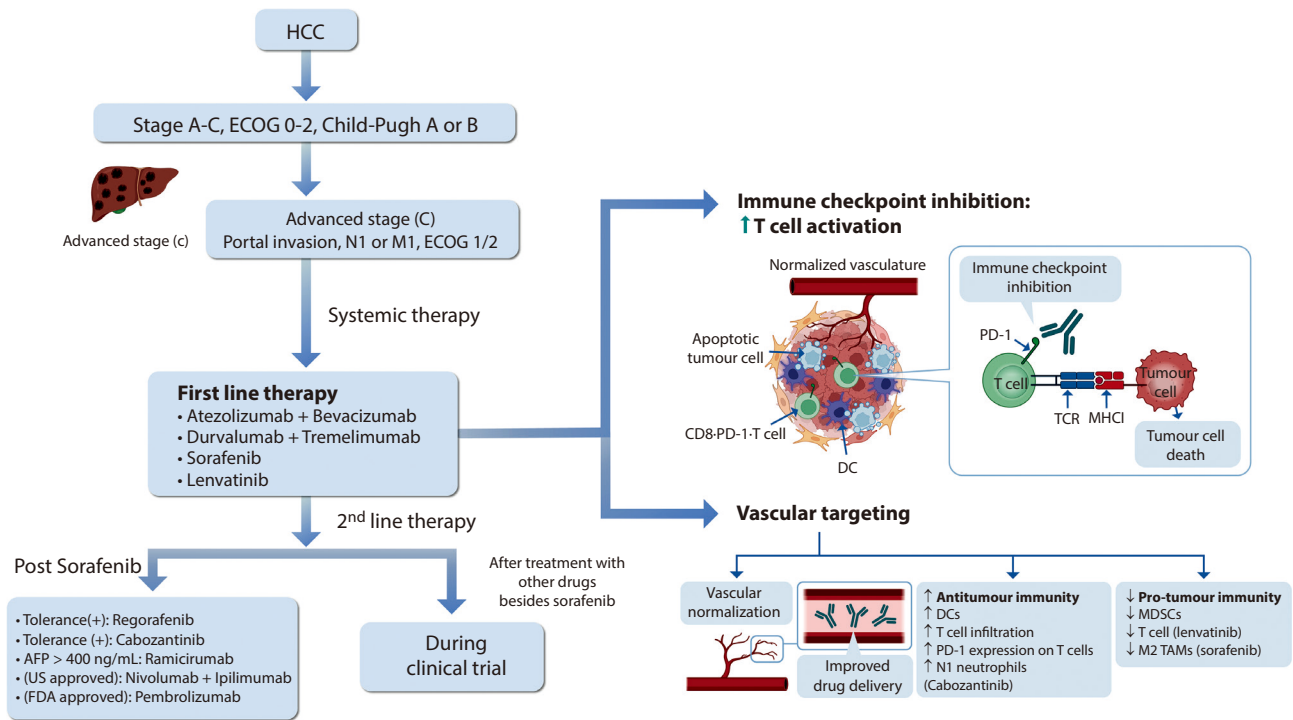 HCC
Stage A-C, ECOG 0-2, Child-Pugh A or B
Advanced stage (c)
Advanced stage (C)
Portal invasion, N1 or M1, ECOG 1/2
Systemic therapy
First line therapy
• Atezolizumab + Bevacizumab
• Durvalumab + Tremelimumab
• Sorafenib
• Lenvatinib
2nd line therapy
Post Sorafenib
After treatment with
other drugs
besides sorafenib
• Tolerance(+): Regorafenib
• Tolerance (+): Cabozantinib
• AFP > 400 ng/mL: Ramicirumab
• (US approved): Nivolumab + Ipilimumab
• (FDA approved): Pembrolizumab
During
clinical trial
Immune checkpoint inhibition:
↑ T cell activation
Normalized vasculature
Apoptotic
tumour cell
CD8·PD-1·T cell
DC
Immune checkpoint
inhibition
PD-1
T cell
TCR
MHCI
Tumour
cell
Tumour cell
death
Vascular targeting
Vascular
normalization
Improved
drug delivery
↑ Antitumour immunity
↑ DCs
↑ T cell infiltration
↑ PD-1 expression on T cells
↑ N1 neutrophils
(Cabozantinib)
↓ Pro-tumour immunity
↓ MDSCs
↓ T cell (lenvatinib)
↓ M2 TAMs (sorafenib)